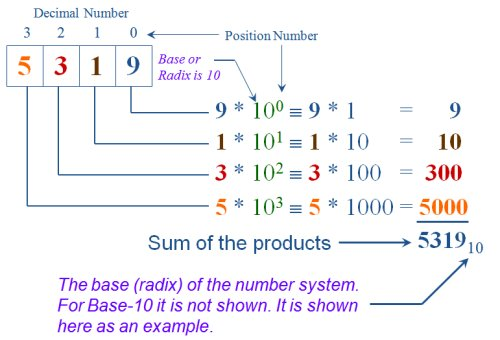 Decimal Number
3 2 1 0
Position Number
5 3 1 9
Base or
Radix is 10
9 * 10⁰ ≡ 9 * 1 = 9
1 * 10¹ ≡ 1 * 10 = 10
3 * 10² ≡ 3 * 100 = 300
5 * 10³ ≡ 5 * 1000 = 5000
Sum of the products 5319₁₀
The base (radix) of the number system.
For Base-10 it is not shown. It is shown
here as an example.